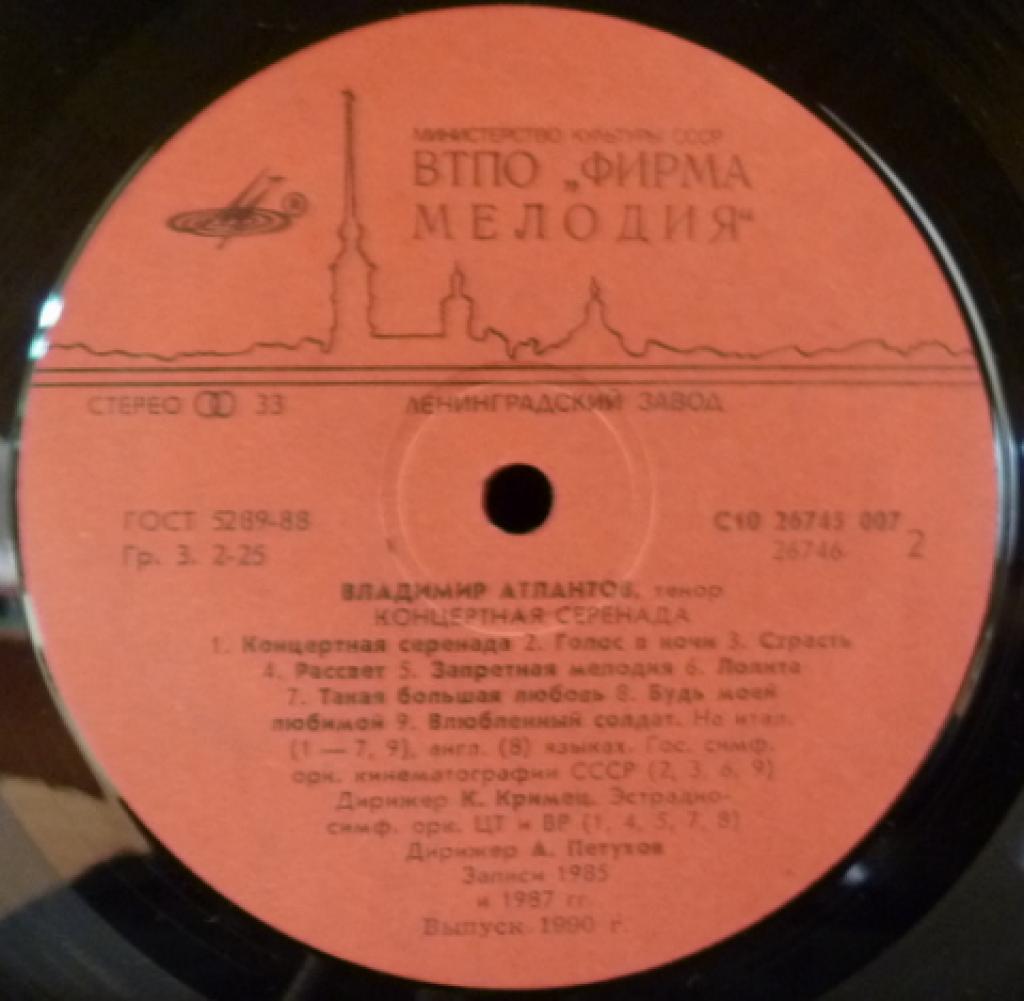 МИНИСТЕРСТВО КУЛЬТУРЫ СССР
ВТПО „ФИРМА
МЕЛОДИЯ“
®
СТЕРЕО 33
ЛЕНИНГРАДСКИЙ ЗАВОД
ГОСТ 5289-88
Гр. 3. 2-25
С10 26745 007
26746
2
ВЛАДИМИР АТЛАНТОВ, тенор
КОНЦЕРТНАЯ СЕРЕНАДА
1. Концертная серенада 2. Голос в ночи 3. Страсть
4. Рассвет 5. Запретная мелодия 6. Лолита
7. Такая большая любовь 8. Будь моей
любимой 9. Влюбленный солдат. На итал.
(1 — 7, 9), англ. (8) языках. Гос. симф.
орк. кинематографии СССР (2, 3, 6, 9)
Дирижер К. Кримец. Эстрадно-
симф. орк. ЦТ и ВР (1, 4, 5, 7, 8)
Дирижер А. Петухов
Записи 1985
и 1987 гг.
Выпуск 1990 г.